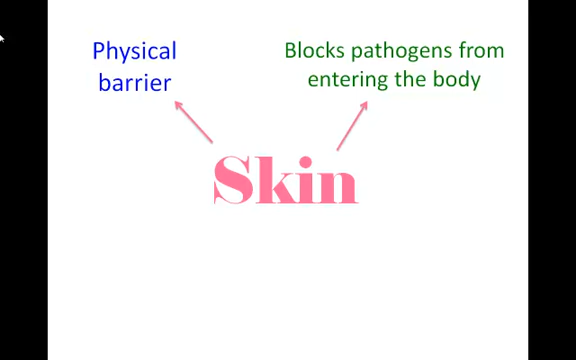 Physical
barrier
Blocks pathogens from
entering the body
Skin